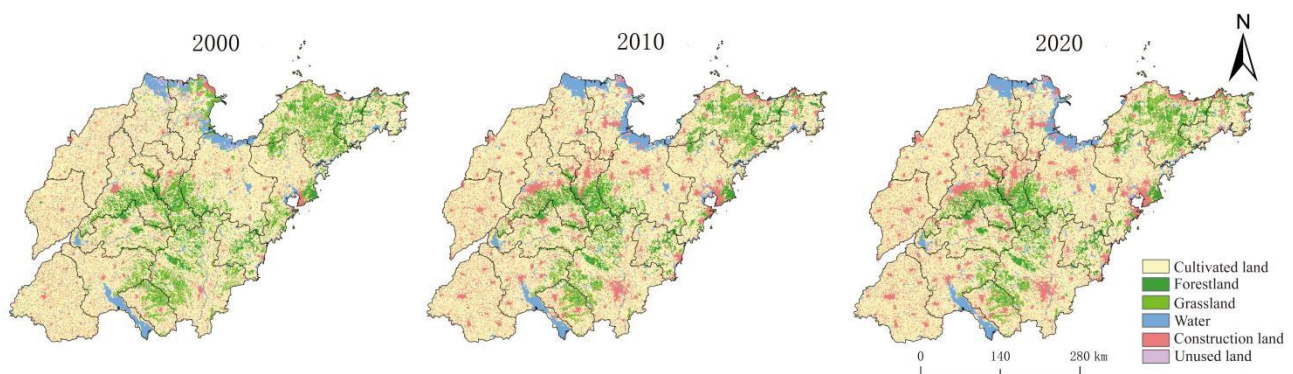 2000
2010
2020
N
Cultivated land
Forestland
Grassland
Water
Construction land
Unused land
0 140 280 km